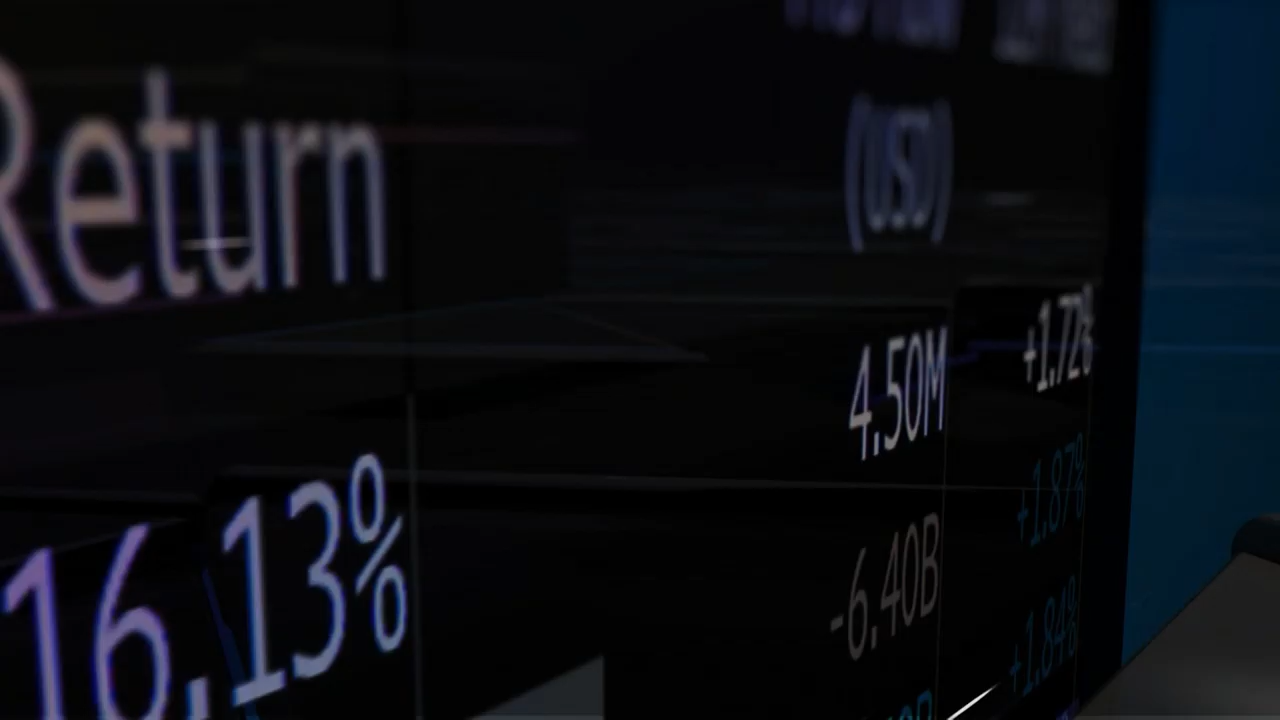 Return
(USD)
4.50M +1.72%
+1.87%
16.13%
-6.40B
+1.84%